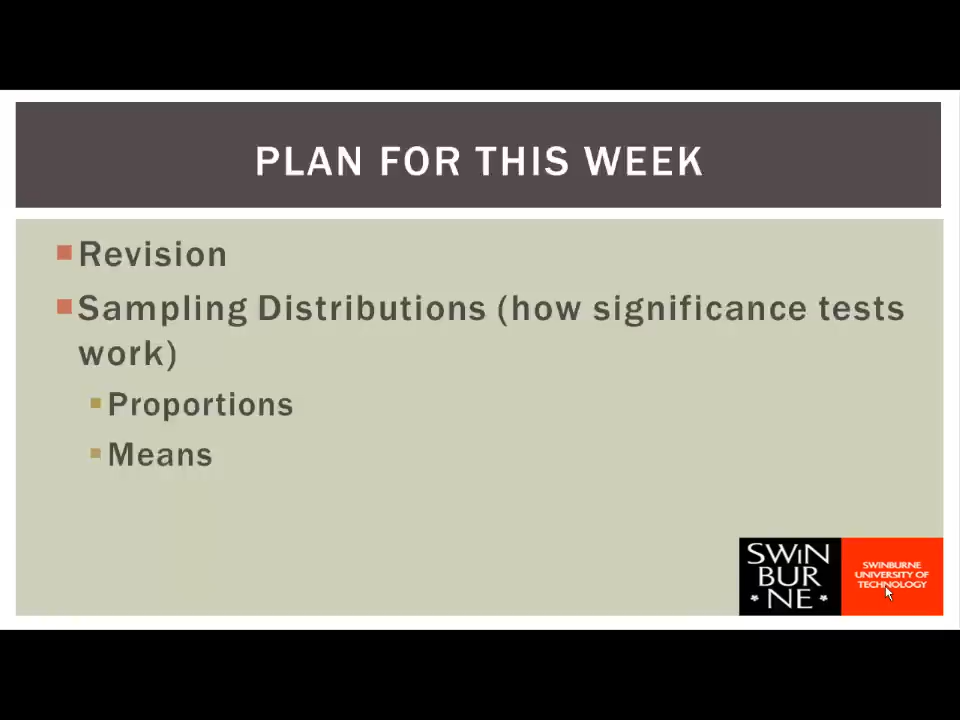 PLAN FOR THIS WEEK
Revision
Sampling Distributions (how significance tests
work)
Proportions
Means
SWiN
BUR
* NE *
SWINBURNE
UNIVERSITY OF
TECHNOLOGY